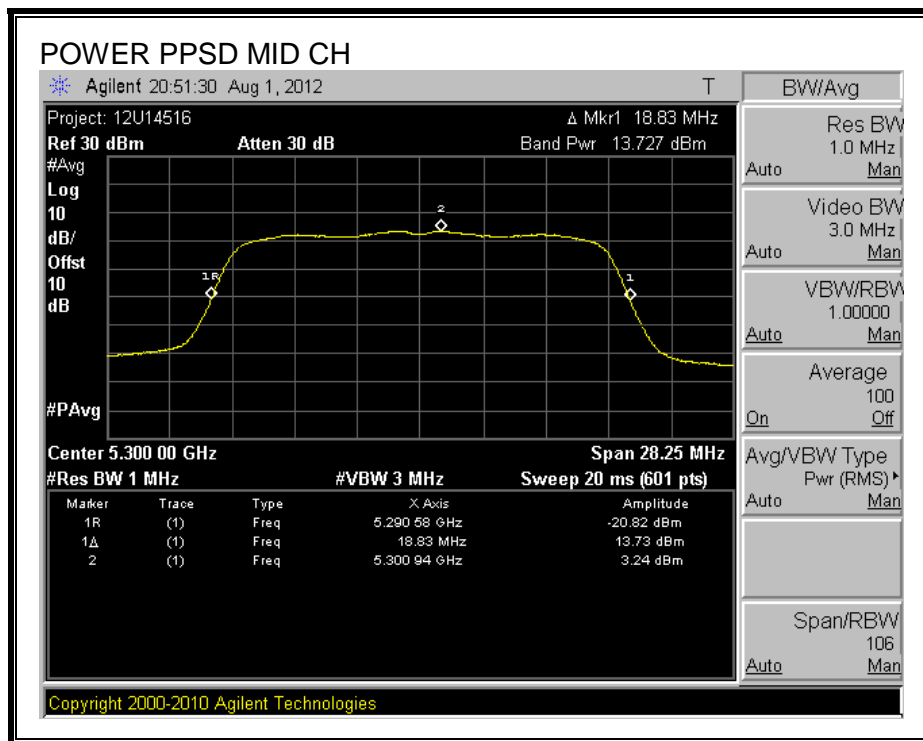 POWER PPSD MID CH
Agilent 20:51:30 Aug 1, 2012 T
Project: 12U14516 Δ Mkr1 18.83 MHz
Ref 30 dBm Atten 30 dB Band Pwr 13.727 dBm
#Avg
Log
10
dB/
Offst
10
dB
#PAvg
1R
2
1
Center 5.300 00 GHz Span 28.25 MHz
#Res BW 1 MHz #VBW 3 MHz Sweep 20 ms (601 pts)
Marker Trace Type X Axis Amplitude
1R (1) Freq 5.290 58 GHz -20.82 dBm
1Δ (1) Freq 18.83 MHz 13.73 dBm
2 (1) Freq 5.300 94 GHz 3.24 dBm
Copyright 2000-2010 Agilent Technologies
BW/Avg
Res BW
1.0 MHz
Auto Man
Video BW
3.0 MHz
Auto Man
VBW/RBW
1.00000
Auto Man
Average
100
On Off
Avg/VBW Type
Pwr (RMS)
Auto Man
Span/RBW
106
Auto Man